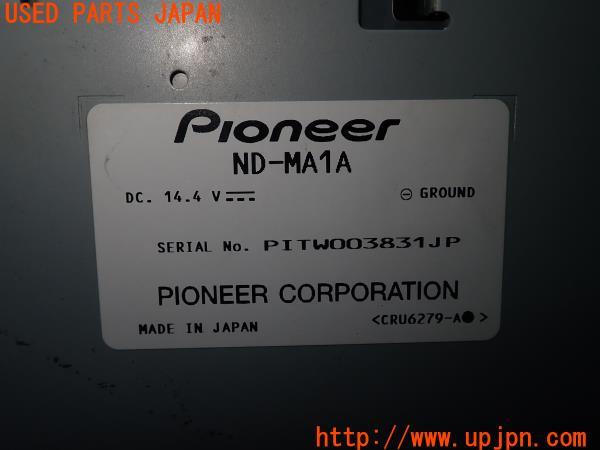 USED PARTS JAPAN
Pioneer
ND-MA1A
DC. 14.4 V
⊖ GROUND
SERIAL No. PITW003831JP
PIONEER CORPORATION
MADE IN JAPAN
<CRU6279-A●>
UPJ
http://www.upjpn.com